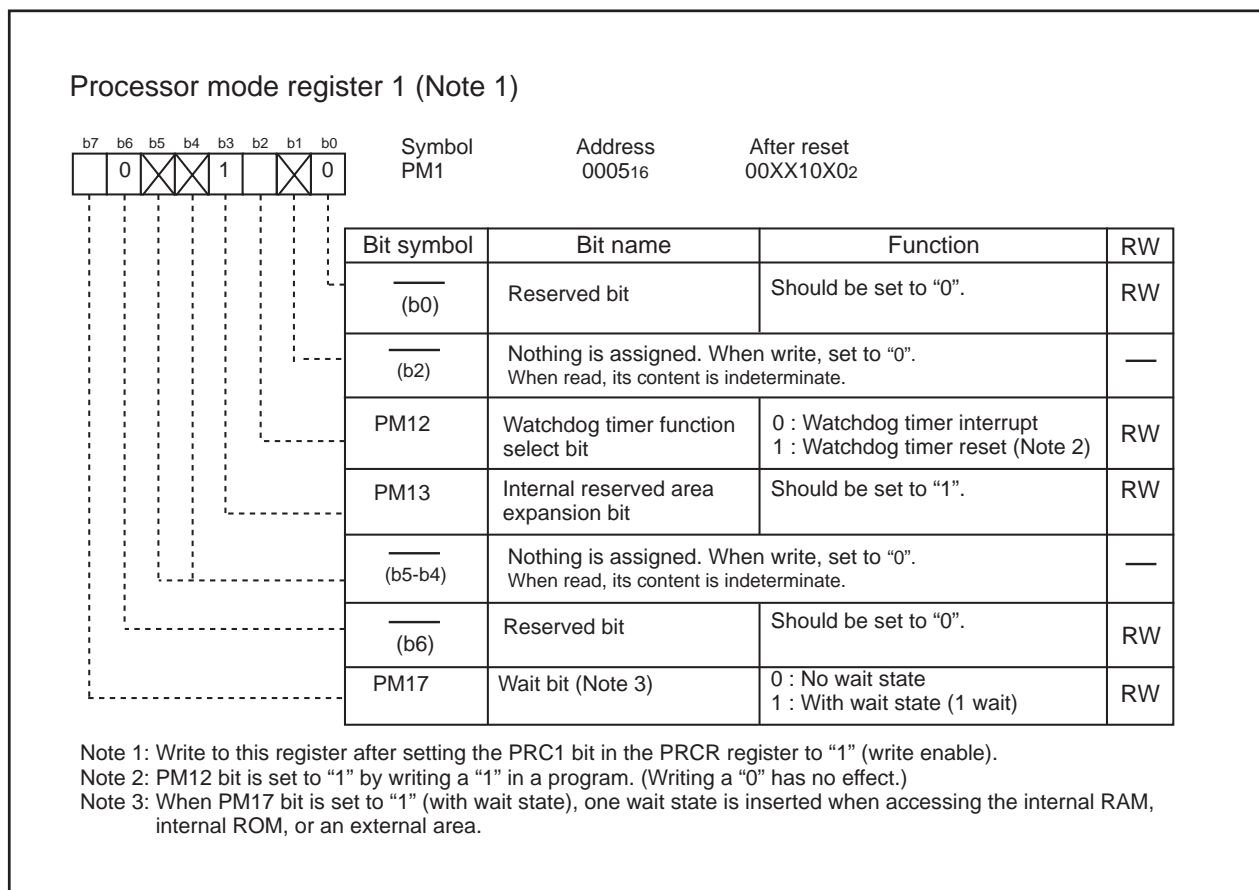 Processor mode register 1 (Note 1)
b7 b6 b5 b4 b3 b2 b1 b0
0 1 0
Symbol Address After reset
PM1 000516 00XX10X02
Bit symbol Bit name Function RW
(b0) Reserved bit Should be set to “0”. RW
(b2) Nothing is assigned. When write, set to “0”.
When read, its content is indeterminate. —
PM12 Watchdog timer function select bit 0 : Watchdog timer interrupt
1 : Watchdog timer reset (Note 2) RW
PM13 Internal reserved area expansion bit Should be set to “1”. RW
(b5-b4) Nothing is assigned. When write, set to “0”.
When read, its content is indeterminate. —
(b6) Reserved bit Should be set to “0”. RW
PM17 Wait bit (Note 3) 0 : No wait state
1 : With wait state (1 wait) RW
Note 1: Write to this register after setting the PRC1 bit in the PRCR register to “1” (write enable).
Note 2: PM12 bit is set to “1” by writing a “1” in a program. (Writing a “0” has no effect.)
Note 3: When PM17 bit is set to “1” (with wait state), one wait state is inserted when accessing the internal RAM,
internal ROM, or an external area.